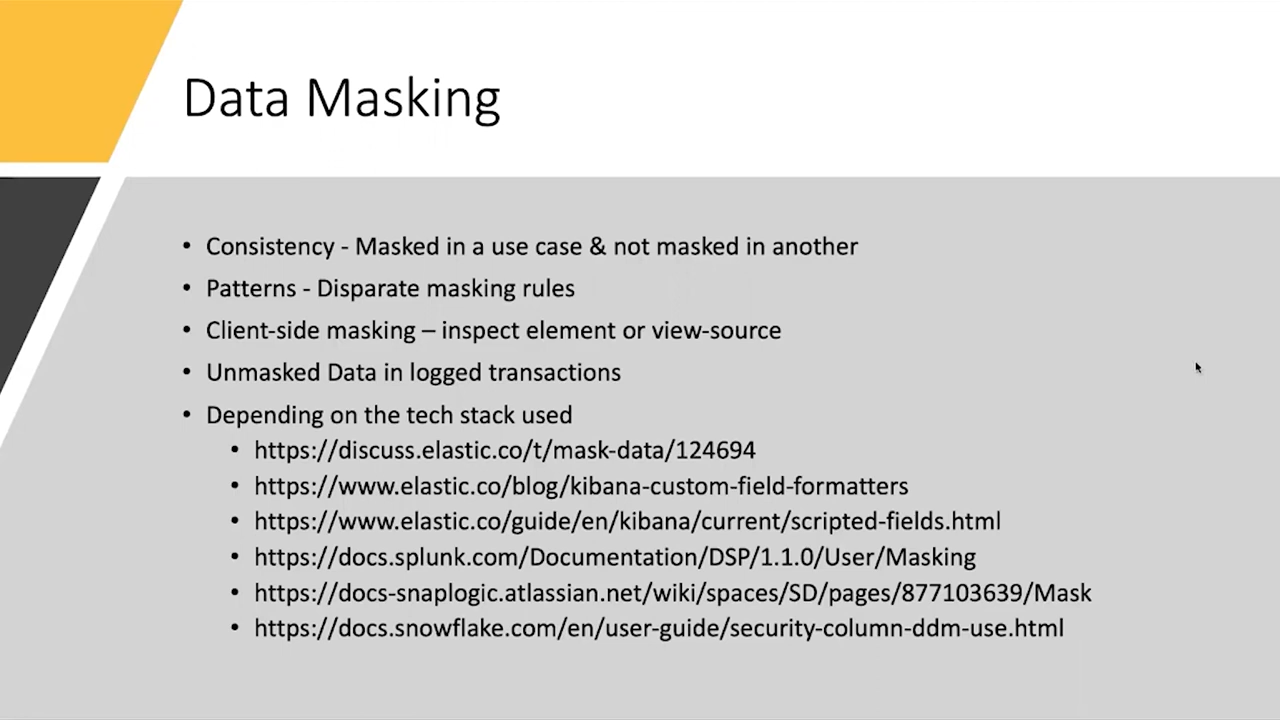 Data Masking
• Consistency - Masked in a use case & not masked in another
• Patterns - Disparate masking rules
• Client-side masking – inspect element or view-source
• Unmasked Data in logged transactions
• Depending on the tech stack used
• https://discuss.elastic.co/t/mask-data/124694
• https://www.elastic.co/blog/kibana-custom-field-formatters
• https://www.elastic.co/guide/en/kibana/current/scripted-fields.html
• https://docs.splunk.com/Documentation/DSP/1.1.0/User/Masking
• https://docs-snaplogic.atlassian.net/wiki/spaces/SD/pages/877103639/Mask
• https://docs.snowflake.com/en/user-guide/security-column-ddm-use.html